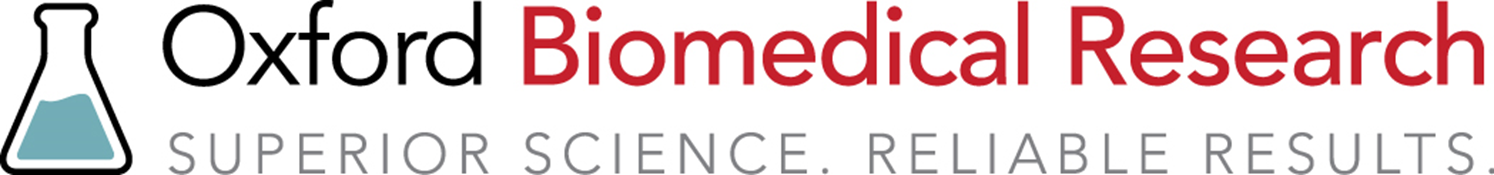 Oxford Biomedical Research
SUPERIOR SCIENCE. RELIABLE RESULTS.